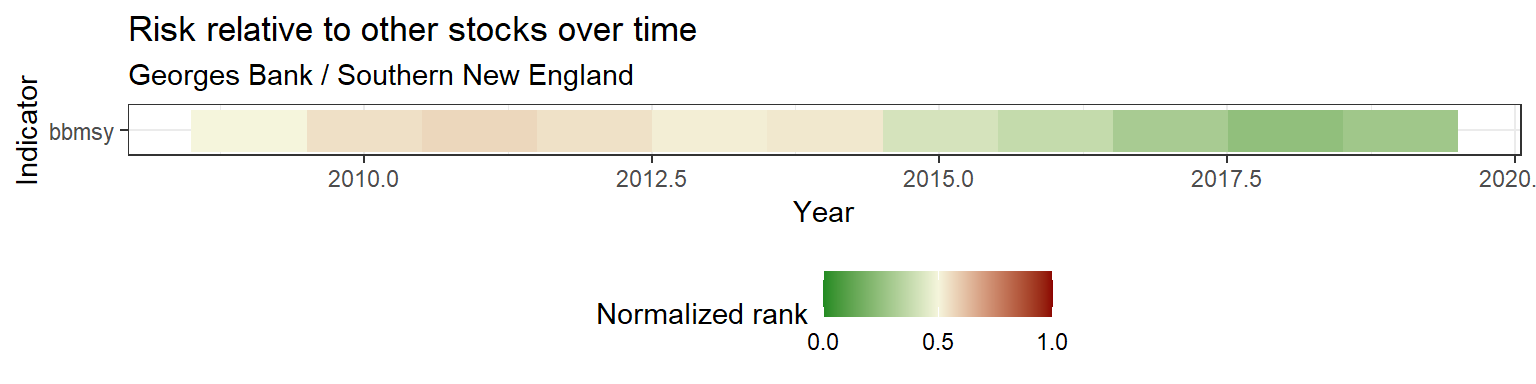 Risk relative to other stocks over time
Georges Bank / Southern New England
Indicator
bbmsy
2010.0 2012.5 2015.0 2017.5 2020.
Year
Normalized rank
0.0 0.5 1.0